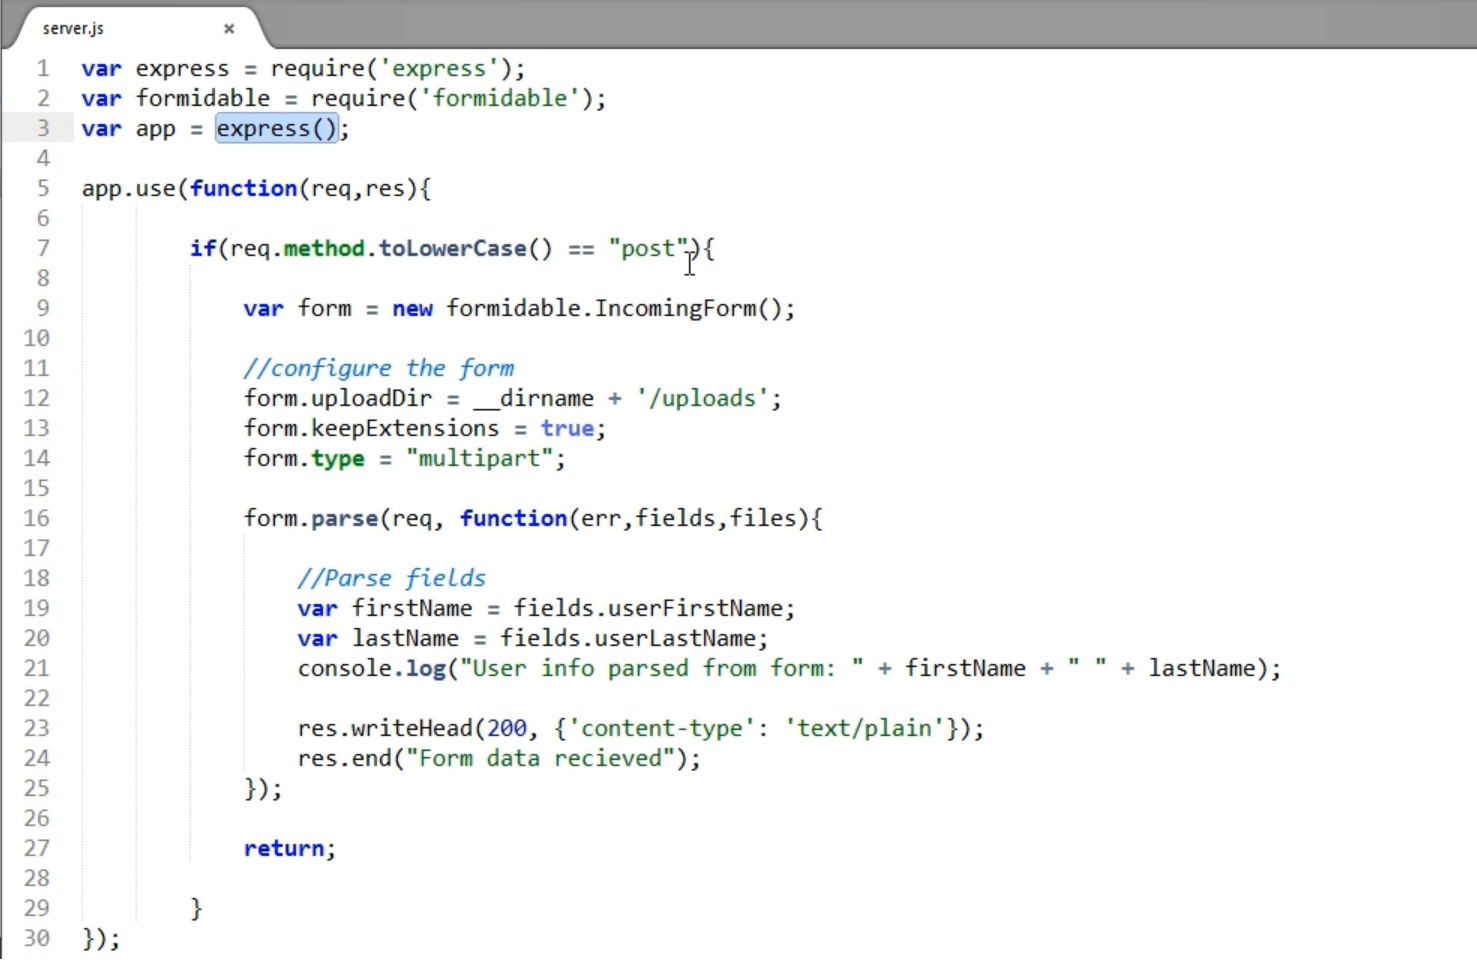 server.js ×
1 var express = require('express');
2 var formidable = require('formidable');
3 var app = express();
4
5 app.use(function(req,res){
6
7 if(req.method.toLowerCase() == "post"){
8
9 var form = new formidable.IncomingForm();
10
11 //configure the form
12 form.uploadDir = __dirname + '/uploads';
13 form.keepExtensions = true;
14 form.type = "multipart";
15
16 form.parse(req, function(err,fields,files){
17
18 //Parse fields
19 var firstName = fields.userFirstName;
20 var lastName = fields.userLastName;
21 console.log("User info parsed from form: " + firstName + " " + lastName);
22
23 res.writeHead(200, {'content-type': 'text/plain'});
24 res.end("Form data recieved");
25 });
26
27 return;
28
29 }
30 });